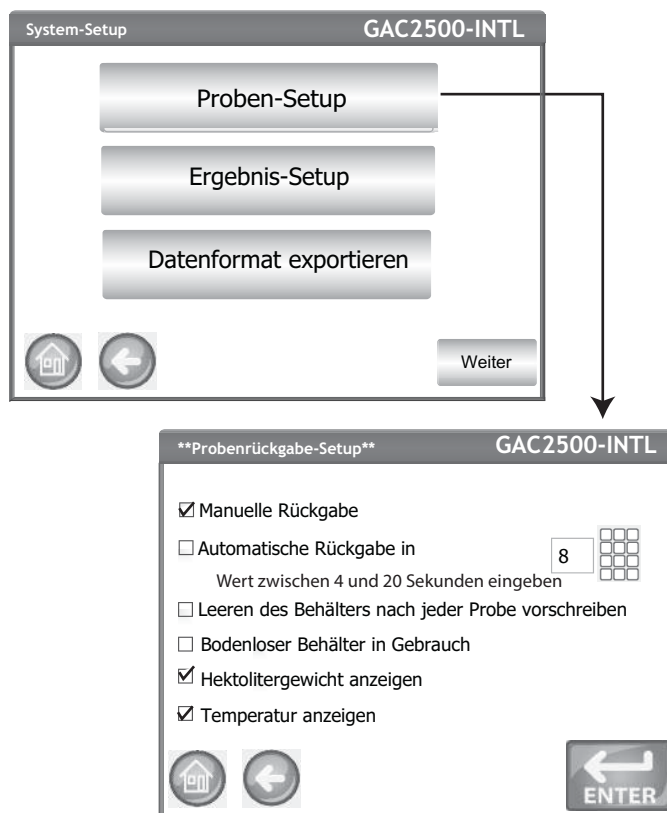 System-Setup GAC2500-INTL
Proben-Setup
Ergebnis-Setup
Datenformat exportieren
Weiter
**Probenrückgabe-Setup** GAC2500-INTL
Manuelle Rückgabe
Automatische Rückgabe in 8
Wert zwischen 4 und 20 Sekunden eingeben
Leeren des Behälters nach jeder Probe vorschreiben
Bodenloser Behälter in Gebrauch
Hektolitergewicht anzeigen
Temperatur anzeigen
ENTER